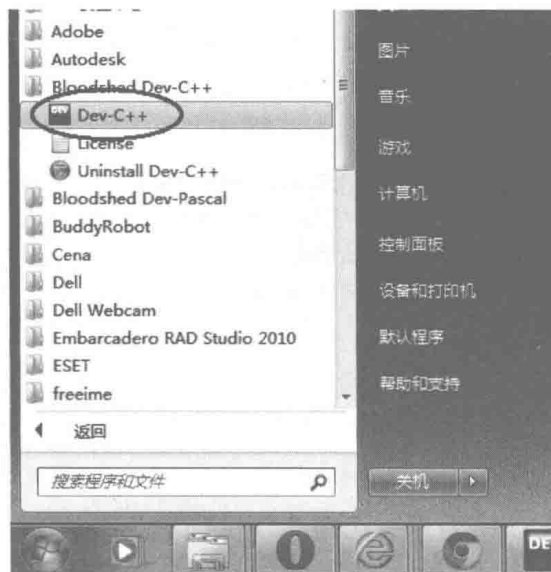 Adobe
Autodesk
Bloodshed Dev-C++
Dev-C++
License
Uninstall Dev-C++
Bloodshed Dev-Pascal
BuddyRobot
Cena
Dell
Dell Webcam
Embarcadero RAD Studio 2010
ESET
freeime
返回
搜索程序和文件
图片
音乐
游戏
计算机
控制面板
设备和打印机
默认程序
帮助和支持
关机
DE